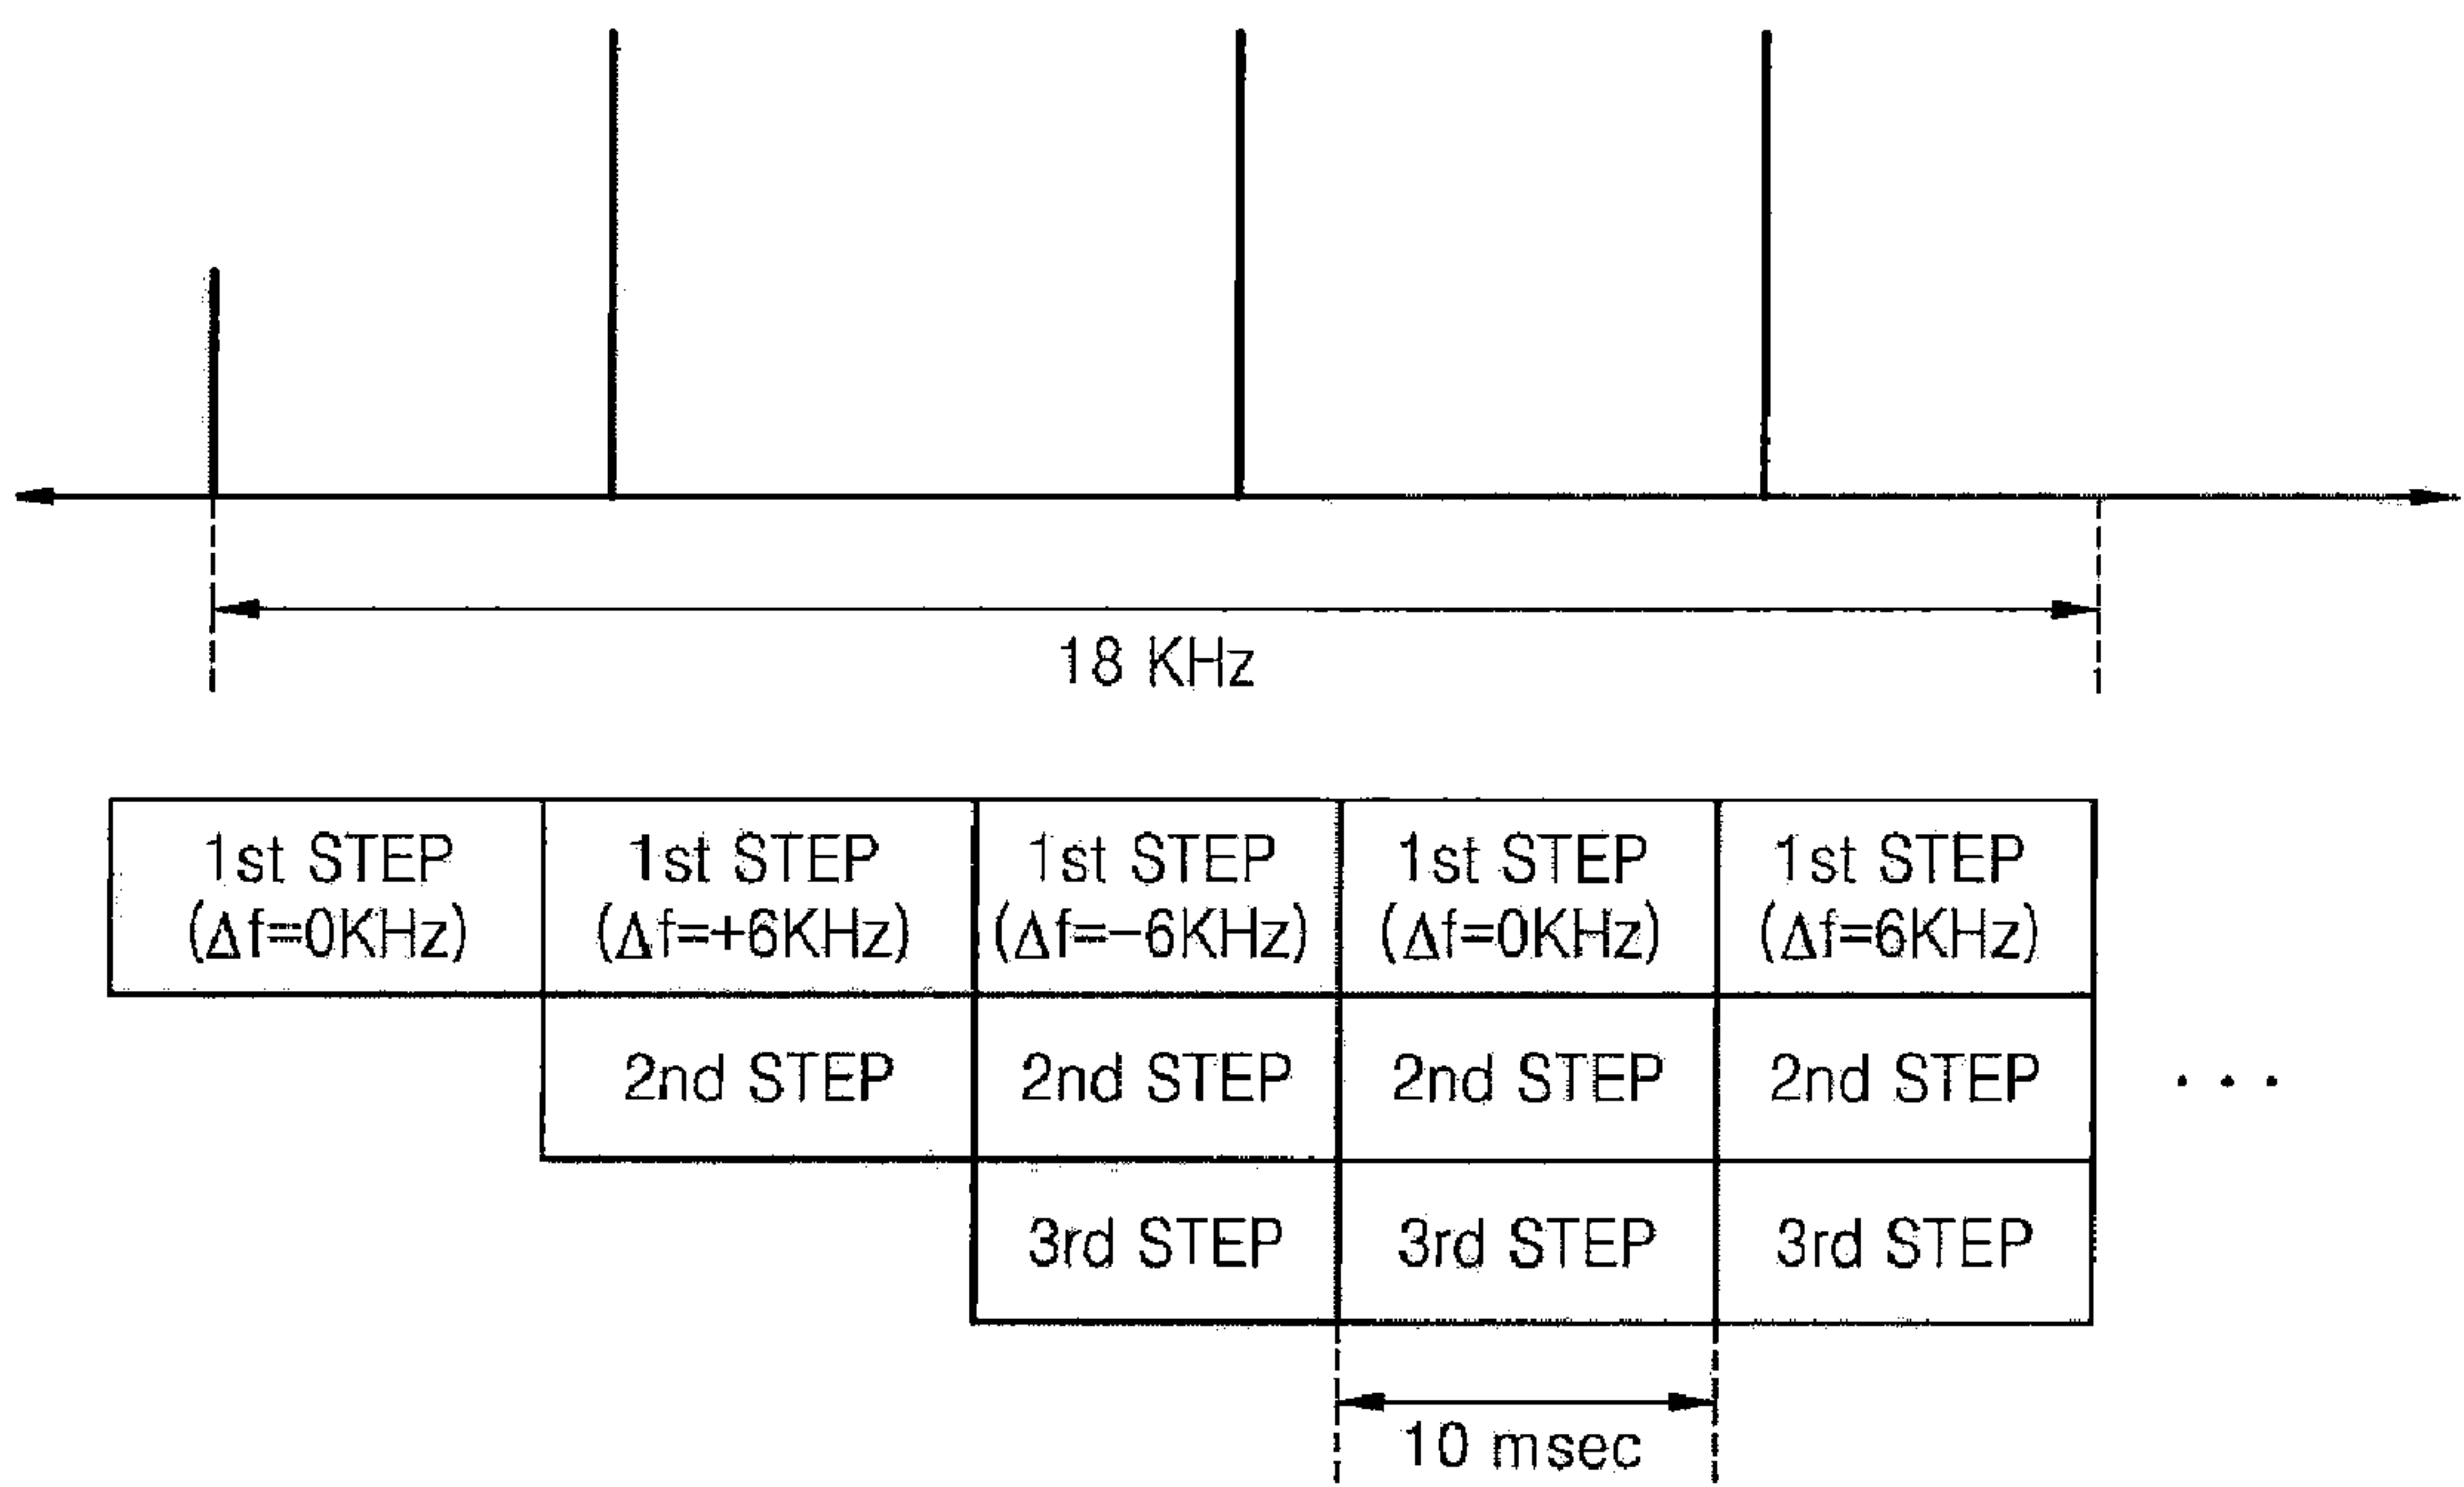 18 KHz
1st STEP
(Δf=0KHz)
1st STEP
(Δf=+6KHz)
1st STEP
(Δf=-6KHz)
1st STEP
(Δf=0KHz)
1st STEP
(Δf=6KHz)
2nd STEP
2nd STEP
2nd STEP
2nd STEP
...
3rd STEP
3rd STEP
3rd STEP
10 msec